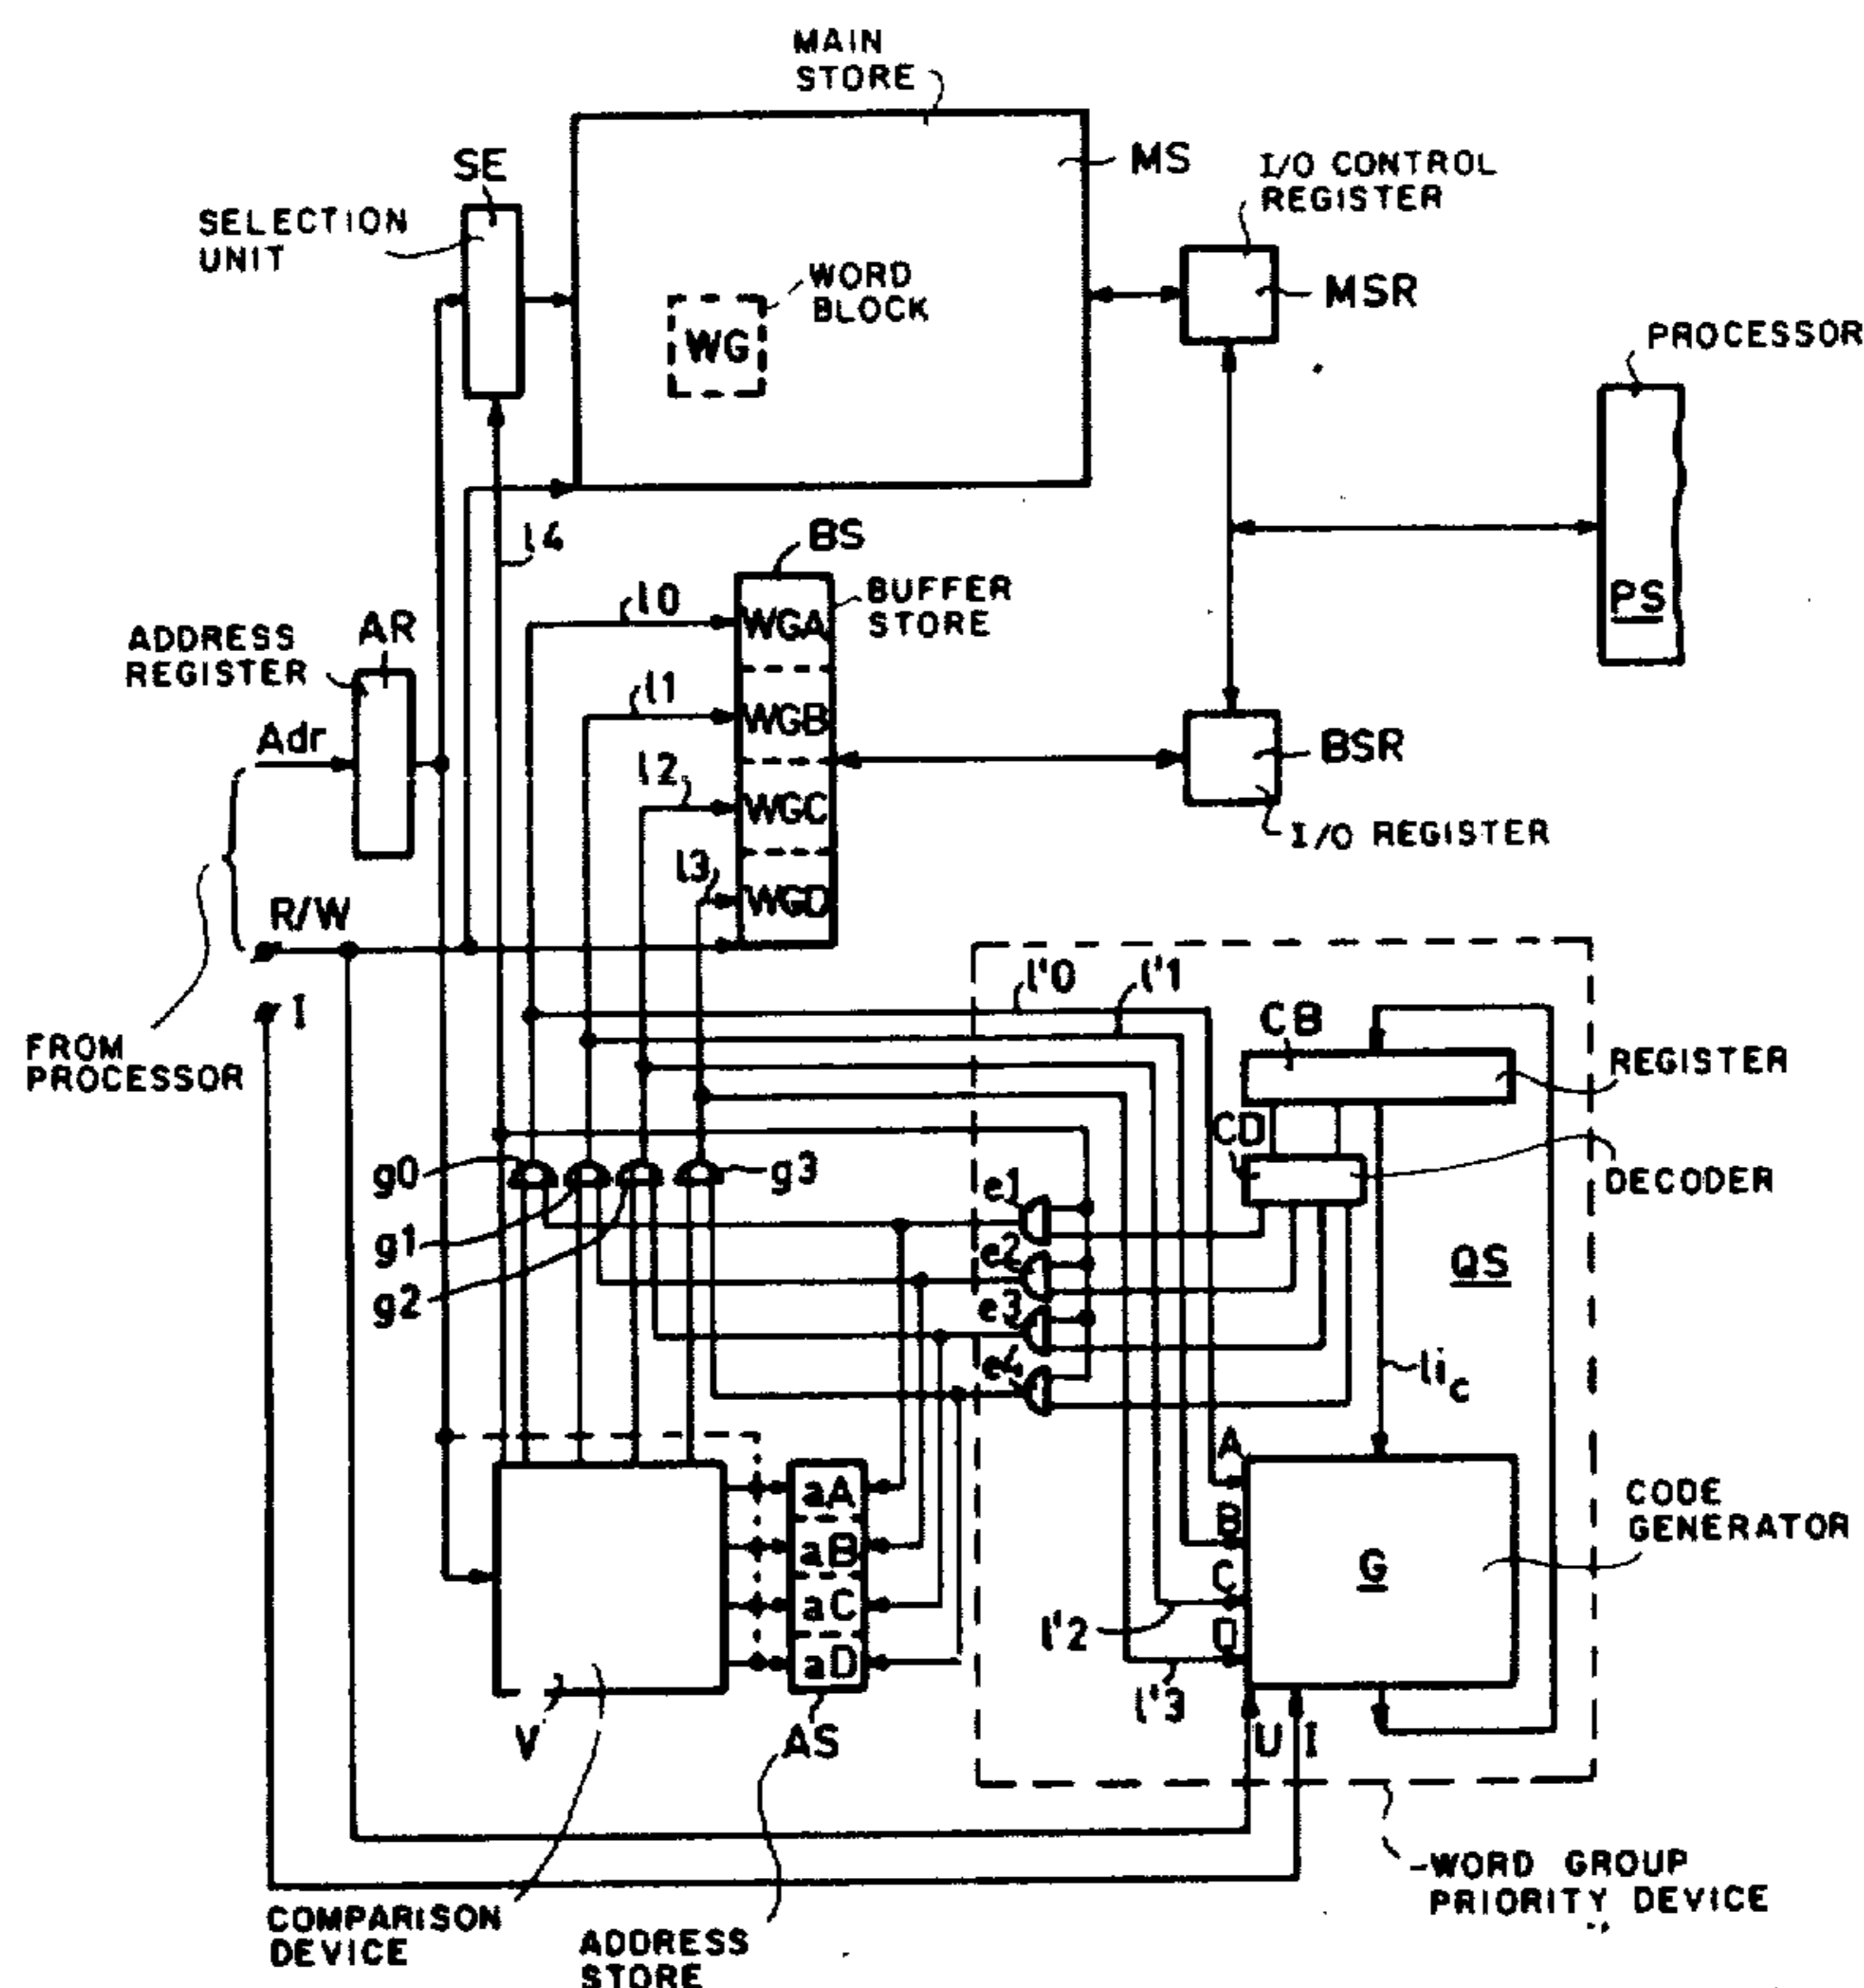 MAIN
STORE
SE
MS
I/O CONTROL
REGISTER
SELECTION
UNIT
WORD
BLOCK
WG
MSR
PROCESSOR
l4
BS
BUFFER
STORE
l0
WGA
PS
ADDRESS
REGISTER
AR
l1
WGB
Adr
BSR
l2
WGC
I/O REGISTER
l3
WGD
R/W
I
l'0
l'1
CB
FROM
PROCESSOR
REGISTER
CD
DECODER
g0
g3
e1
g1
e2
QS
g2
e3
e4
li_c
A
aA
B
aB
CODE
GENERATOR
G
C
aC
l'2
D
aD
l'3
V
AS
U I
WORD GROUP
PRIORITY DEVICE
COMPARISON
DEVICE
ADDRESS
STORE